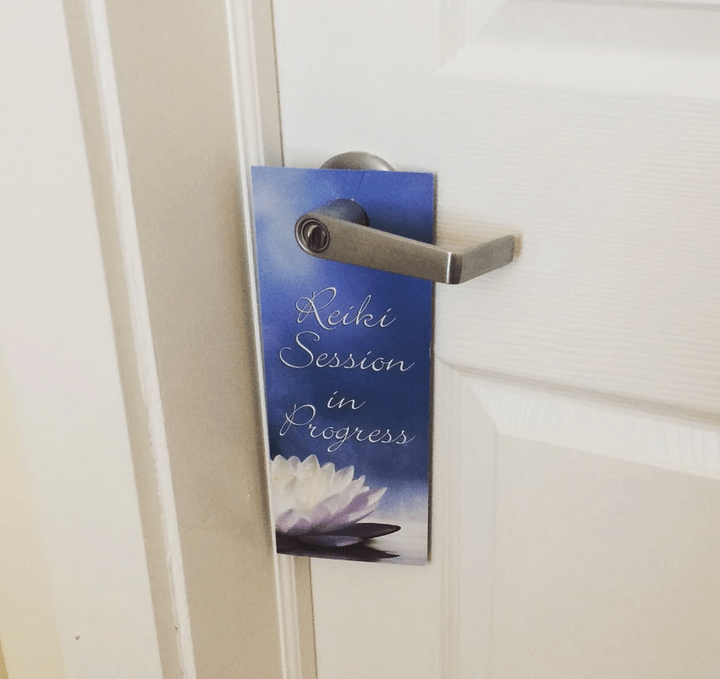 Reiki
Session
in
Progress